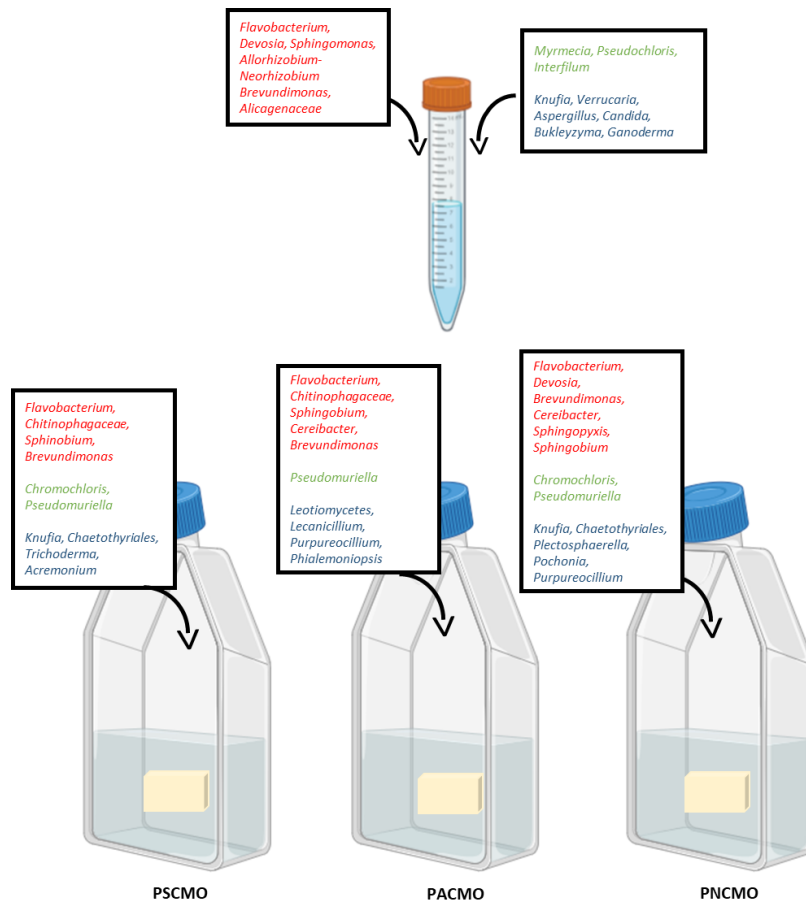 Flavobacterium,
Devosia, Sphingomonas,
Allorhizobium-
Neorhizobium
Brevundimonas,
Alicagenaceae
Myrmecia, Pseudochloris,
Interfilum
Knufia, Verrucaria,
Aspergillus, Candida,
Bukleyzyma, Ganoderma
Flavobacterium,
Chitinophagaceae,
Sphinobium,
Brevundimonas
Chromochloris,
Pseudomuriella
Knufia, Chaetothyriales,
Trichoderma,
Acremonium
Flavobacterium,
Chitinophagaceae,
Sphingobium,
Cereibacter,
Brevundimonas
Pseudomuriella
Leotiomycetes,
Lecanicillium,
Purpureocillium,
Phialemoniopsis
Flavobacterium,
Devosia,
Brevundimonas,
Cereibacter,
Sphingopyxis,
Sphingobium
Chromochloris,
Pseudomuriella
Knufia, Chaetothyriales,
Plectosphaerella,
Pochonia,
Purpureocillium
PSCMO
PACMO
PNCMO